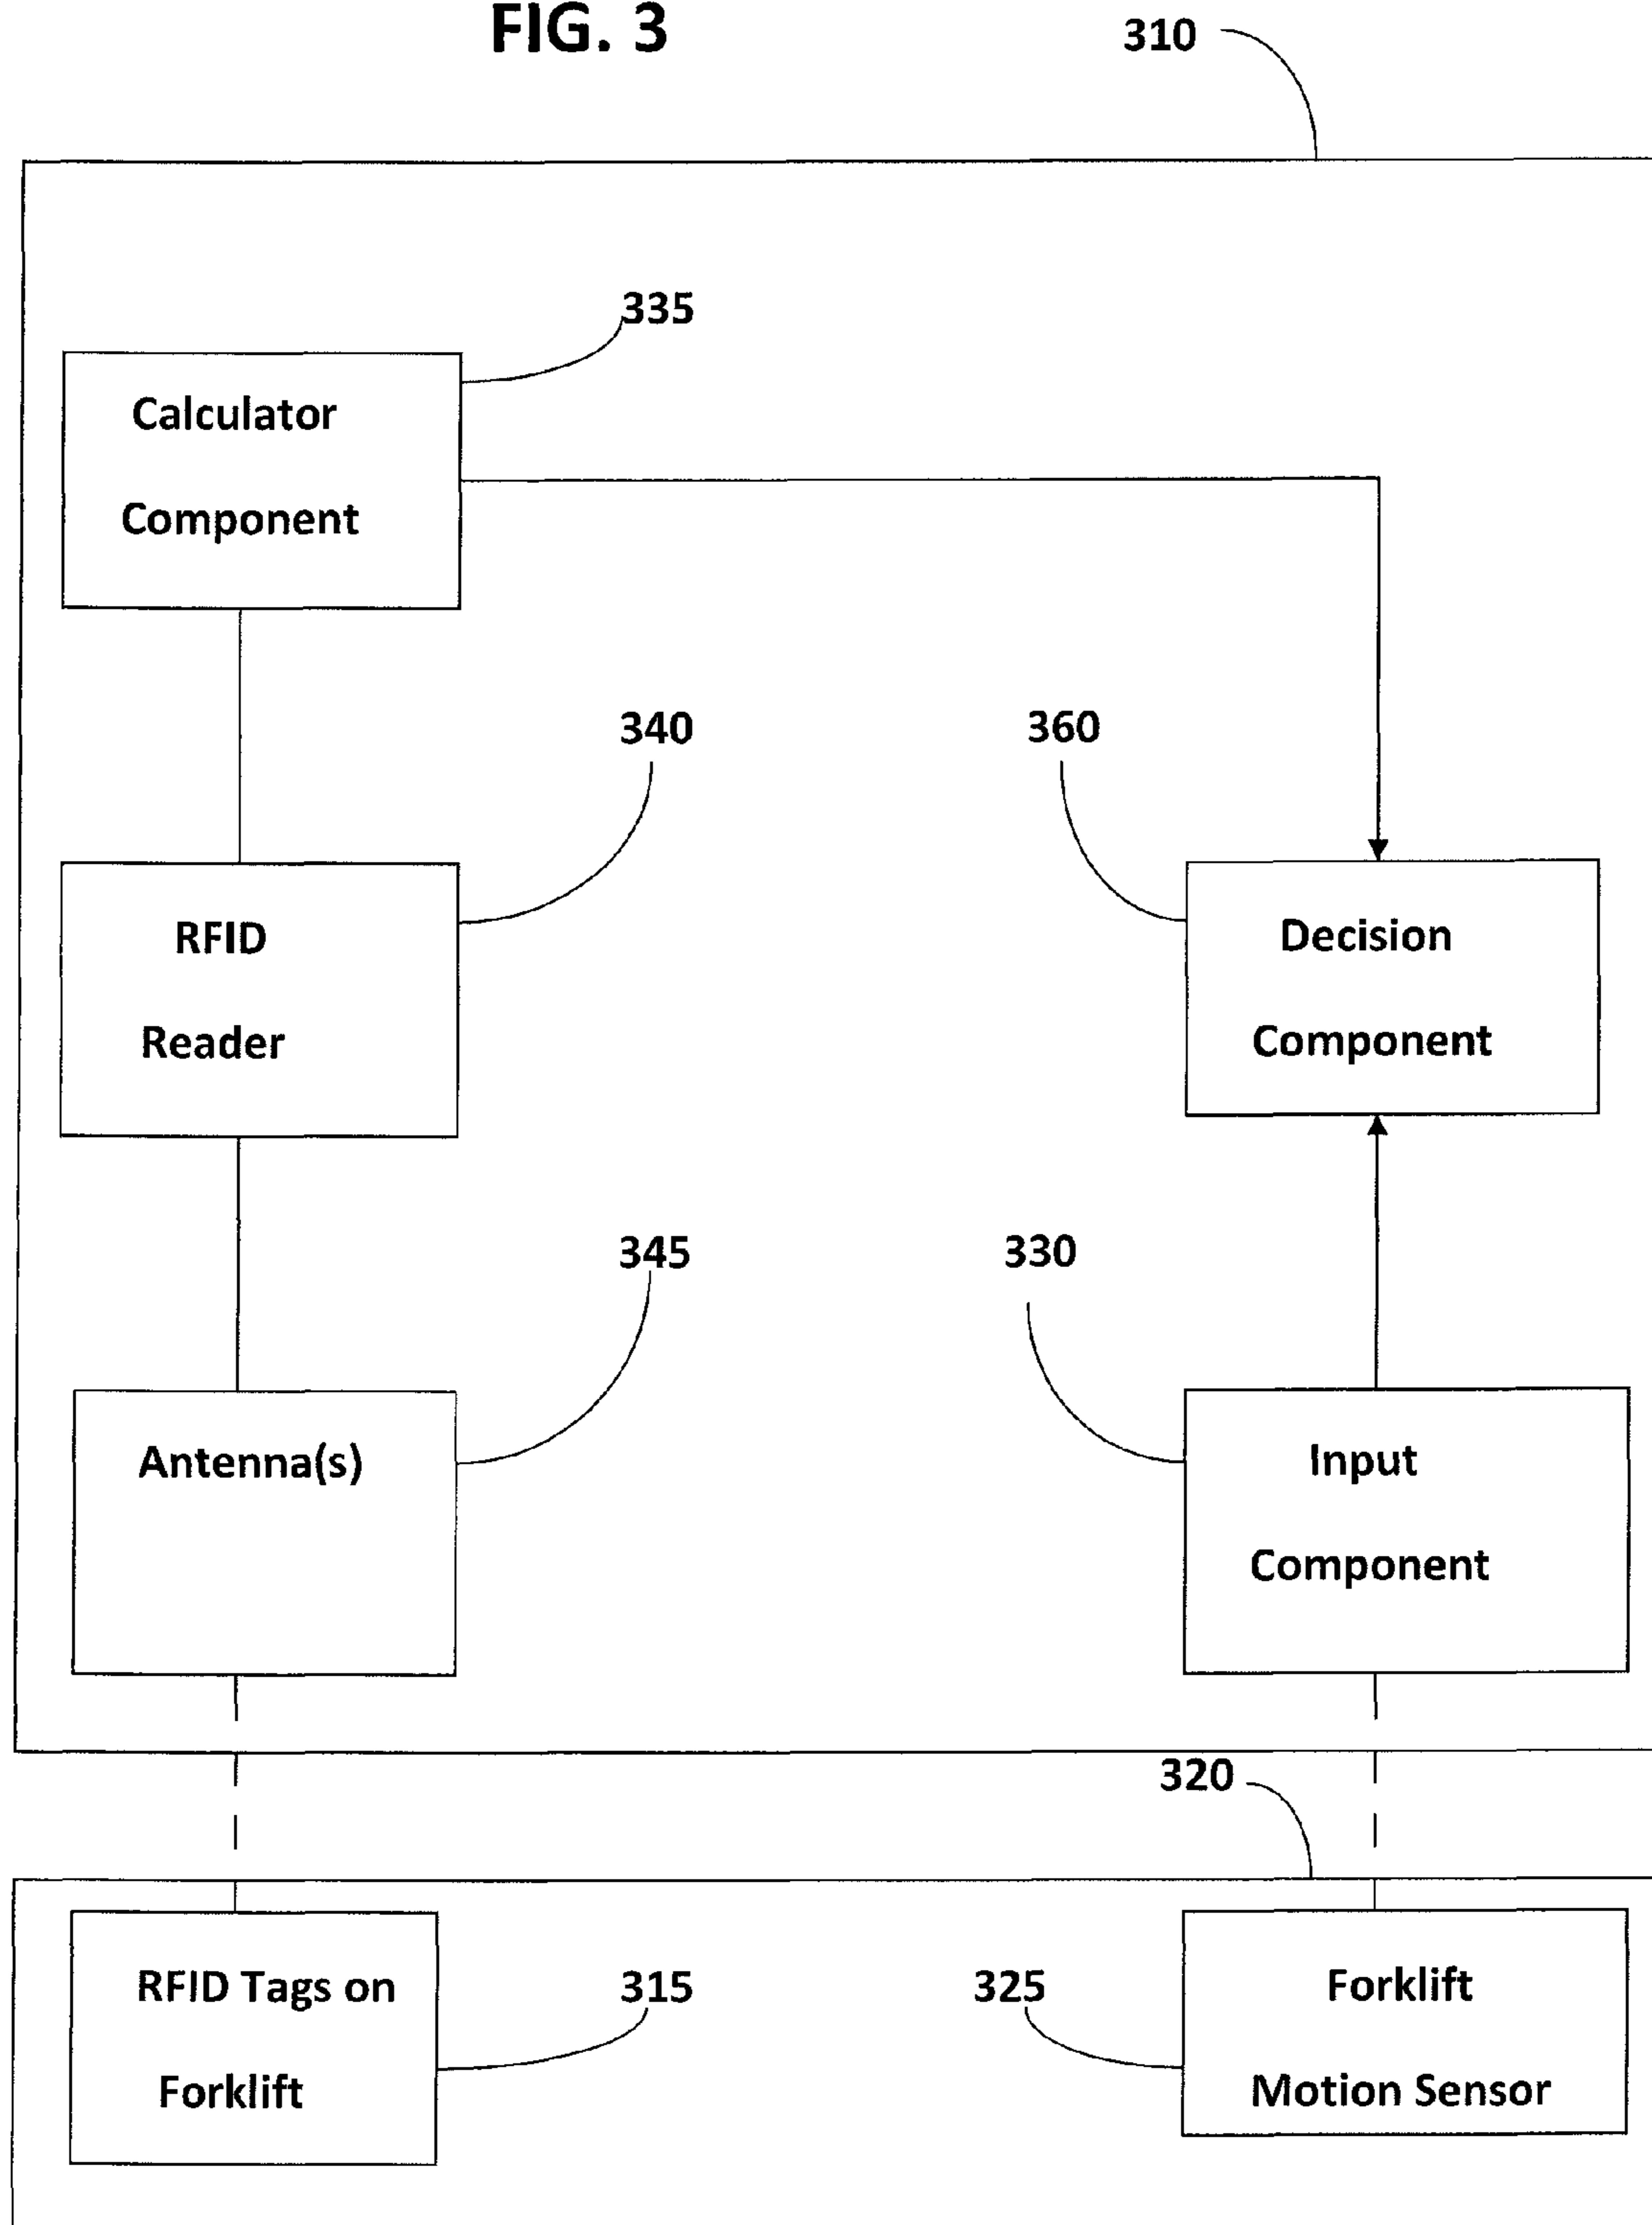 FIG. 3
310
335
Calculator
Component
340
360
RFID
Reader
Decision
Component
345
330
Antenna(s)
Input
Component
320
RFID Tags on
Forklift
315
325
Forklift
Motion Sensor